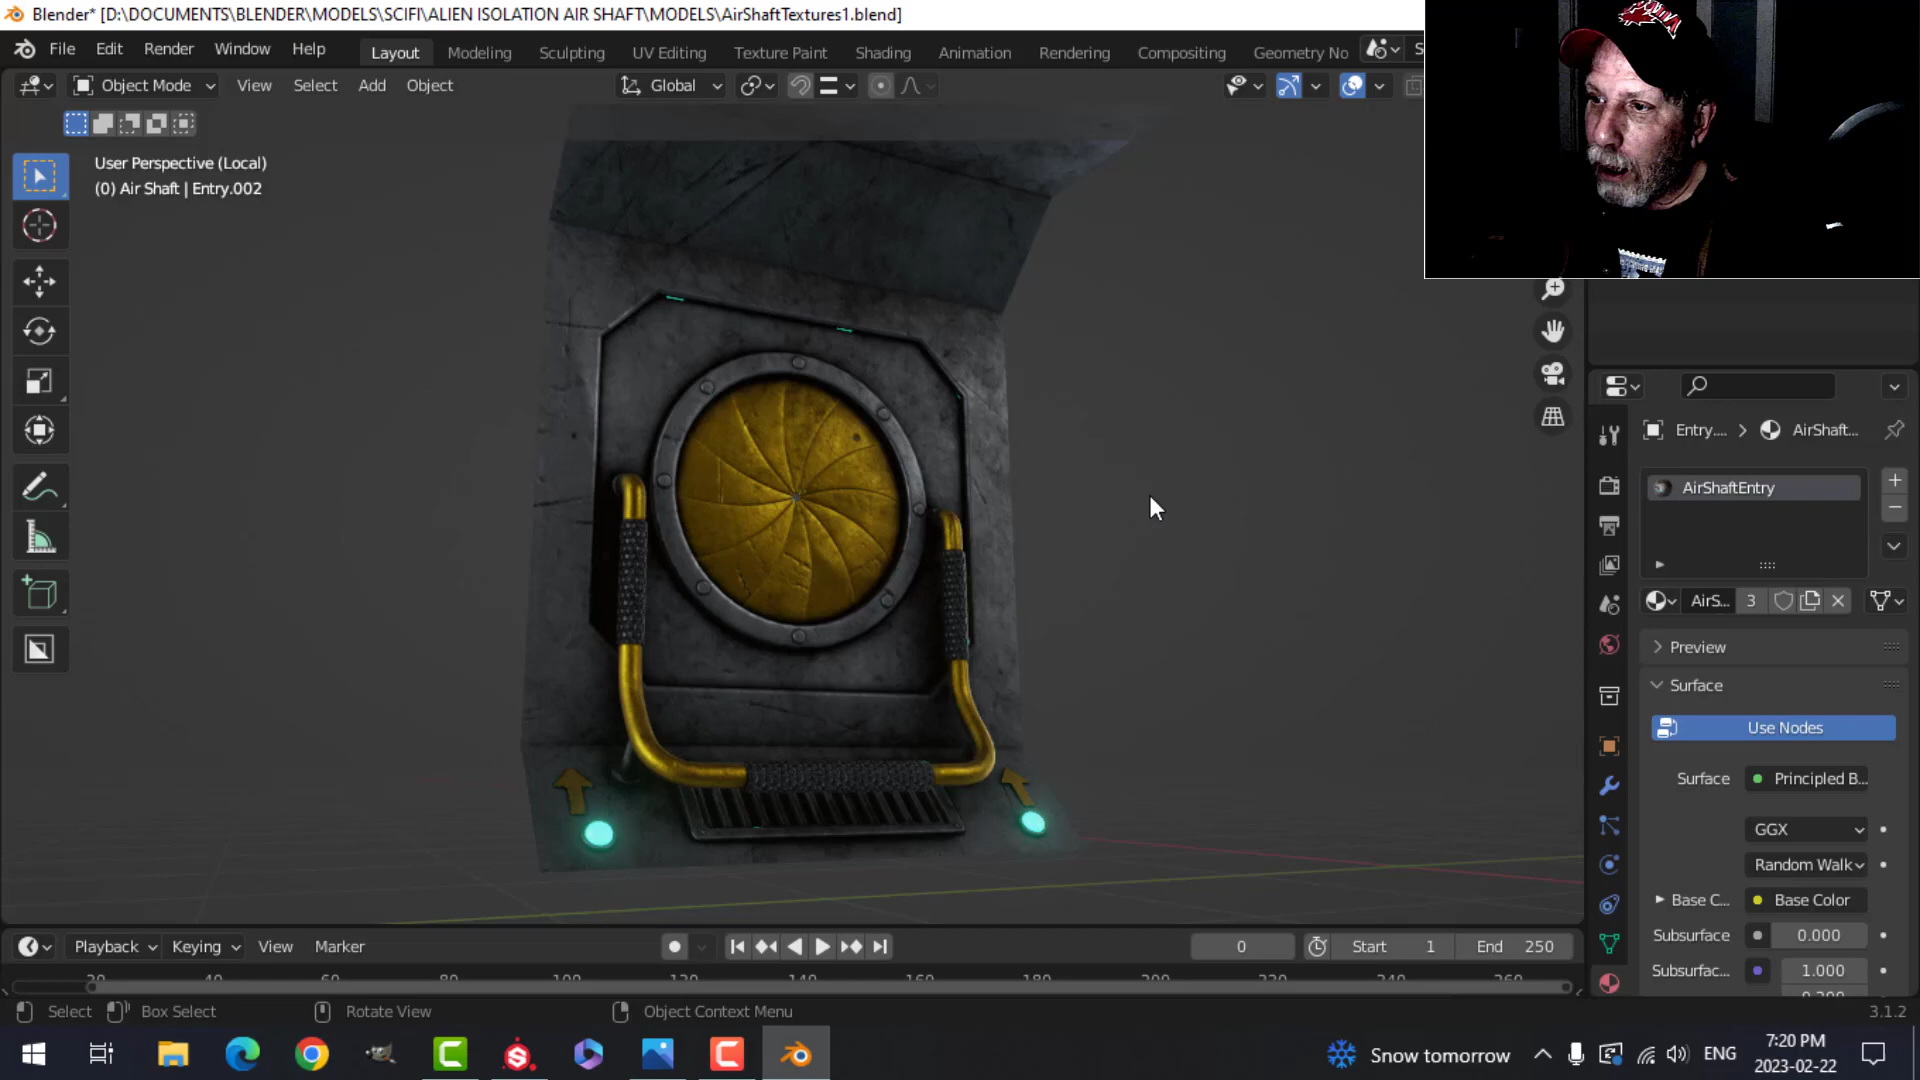 Blender* [D:\DOCUMENTS\BLENDER\MODELS\SCIFI\ALIEN ISOLATION AIR SHAFT\MODELS\AirShaftTextures1.blend]
File Edit Render Window Help Layout Modeling Sculpting UV Editing Texture Paint Shading Animation Rendering Compositing Geometry No
Object Mode View Select Add Object Global
User Perspective (Local)
(0) Air Shaft | Entry.002
Entry.... AirShaft...
AirShaftEntry
AirS... 3
Preview
Surface
Use Nodes
Surface Principled B...
GGX
Random Walk
Base C... Base Color
Subsurface 0.000
Subsurfac... 1.000
Playback Keying View Marker 0 Start 1 End 250
Select Box Select Rotate View Object Context Menu 3.1.2
Snow tomorrow ENG 7:20 PM
2023-02-22